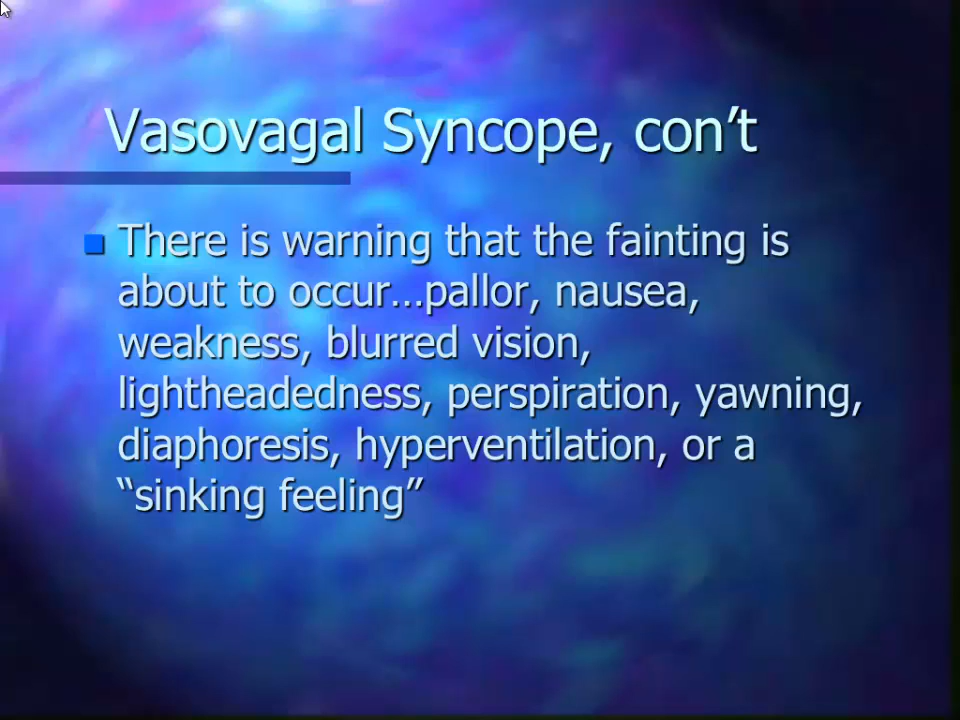 Vasovagal Syncope, con’t
There is warning that the fainting is
about to occur…pallor, nausea,
weakness, blurred vision,
lightheadedness, perspiration, yawning,
diaphoresis, hyperventilation, or a
“sinking feeling”